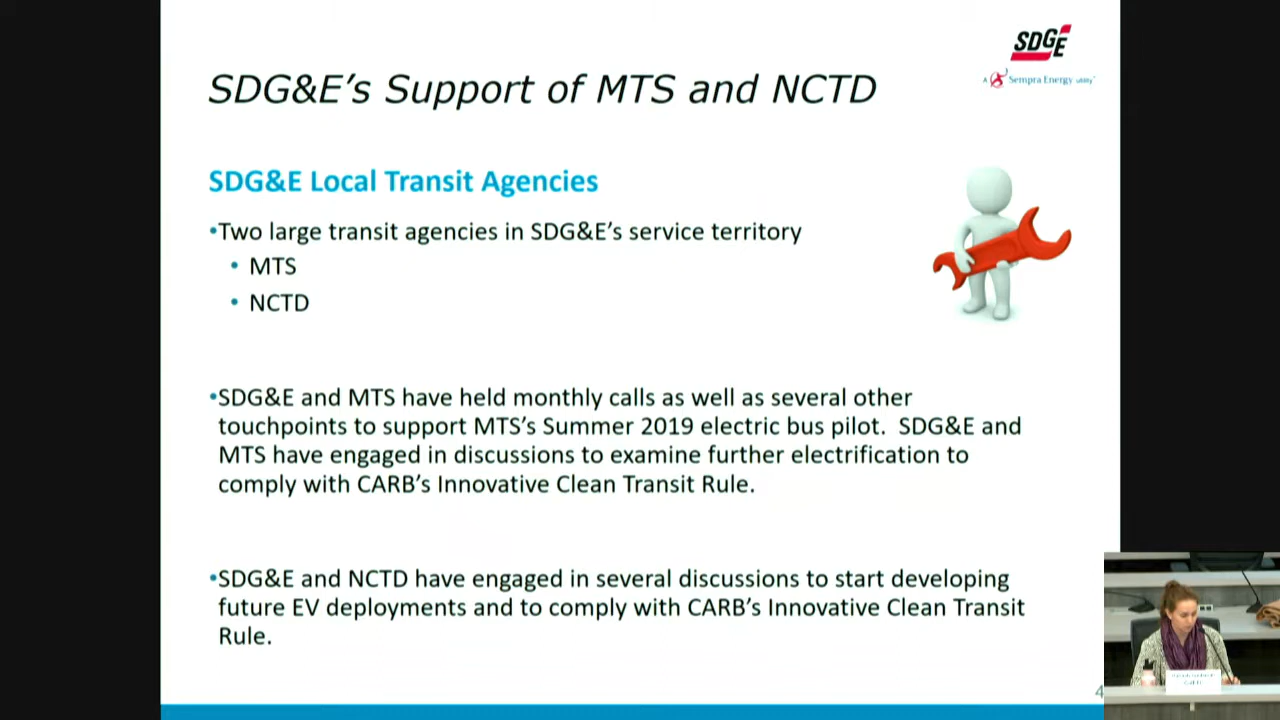 SDGE
A Sempra Energy utility
SDG&E's Support of MTS and NCTD
SDG&E Local Transit Agencies
•Two large transit agencies in SDG&E's service territory
• MTS
• NCTD
•SDG&E and MTS have held monthly calls as well as several other
touchpoints to support MTS's Summer 2019 electric bus pilot. SDG&E and
MTS have engaged in discussions to examine further electrification to
comply with CARB's Innovative Clean Transit Rule.
•SDG&E and NCTD have engaged in several discussions to start developing
future EV deployments and to comply with CARB's Innovative Clean Transit
Rule.
4